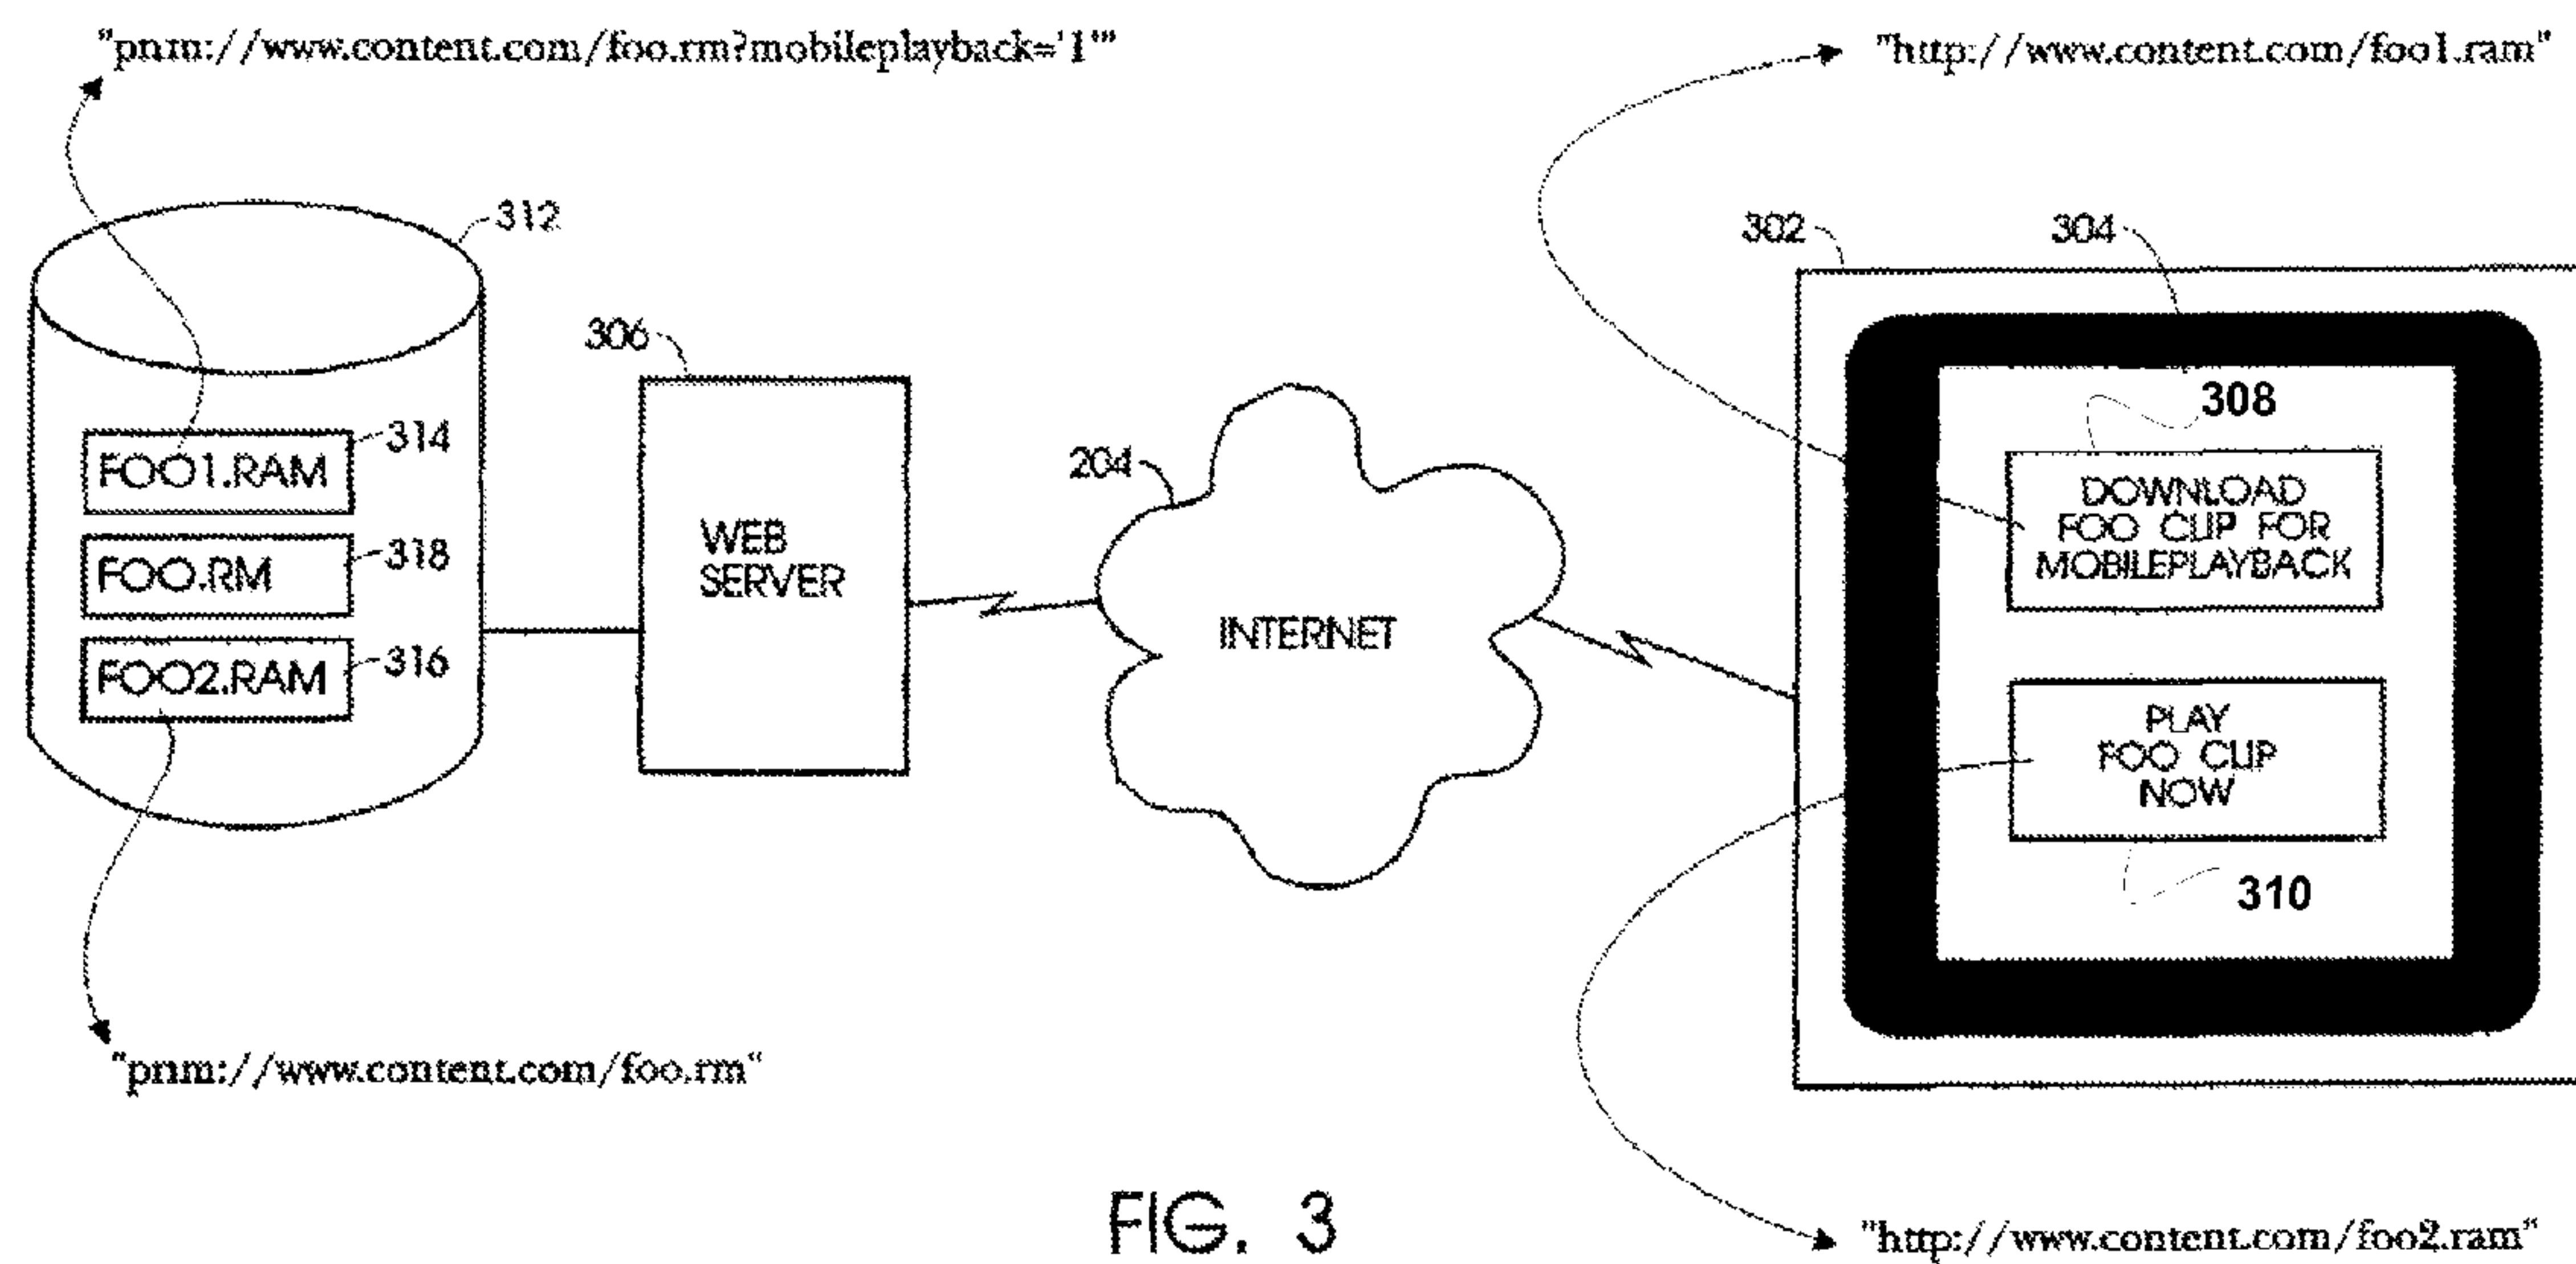 "pnm://www.content.com/foo.rm?mobileplayback='1'"
"http://www.content.com/foo1.ram"
312
302
304
306
308
314
FOO1.RAM
204
DOWNLOAD
FOO CLIP FOR
MOBILEPLAYBACK
WEB
SERVER
318
FOO.RM
INTERNET
316
FOO2.RAM
PLAY
FOO CLIP
NOW
310
"pnm://www.content.com/foo.rm"
FIG. 3
"http://www.content.com/foo2.ram"